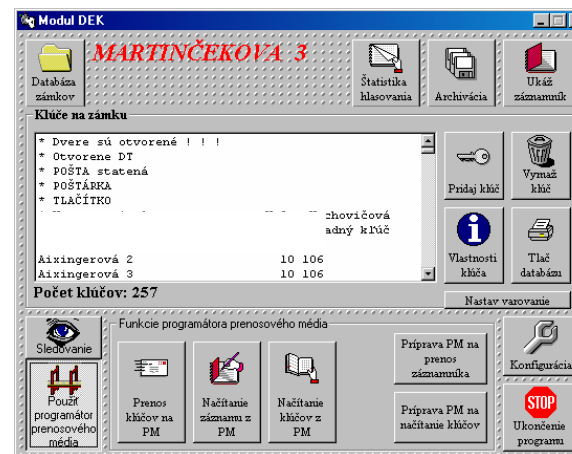 Modul DEK
Databáza
zámkov
MARTINČEKOVA 3
Štatistika
hlasovania
Archivácia
Ukáž
záznamník
Kľúče na zámku
* Dvere sú otvorené ! ! !
* Otvorene DT
* POŠTA statená
* POŠTÁRKA
* TLAČÍTKO
chovičová
adný kľúč
Aixingerová 2 10 106
Aixingerová 3 10 106
Pridaj kľúč
Vymaž
kľúč
Vlastnosti
kľúča
Tlač
databázu
Počet kľúčov: 257
Nastav varovanie
Sledovanie
Použiť
programátor
prenosového
média
Funkcie programátora prenosového média
Prenos
kľúčov na
PM
Načítanie
záznamu z
PM
Načítanie
kľúčov z
PM
Príprava PM na
prenos
záznamníka
Príprava PM na
načítanie kľúčov
Konfigurácia
STOP
Ukončenie
programu